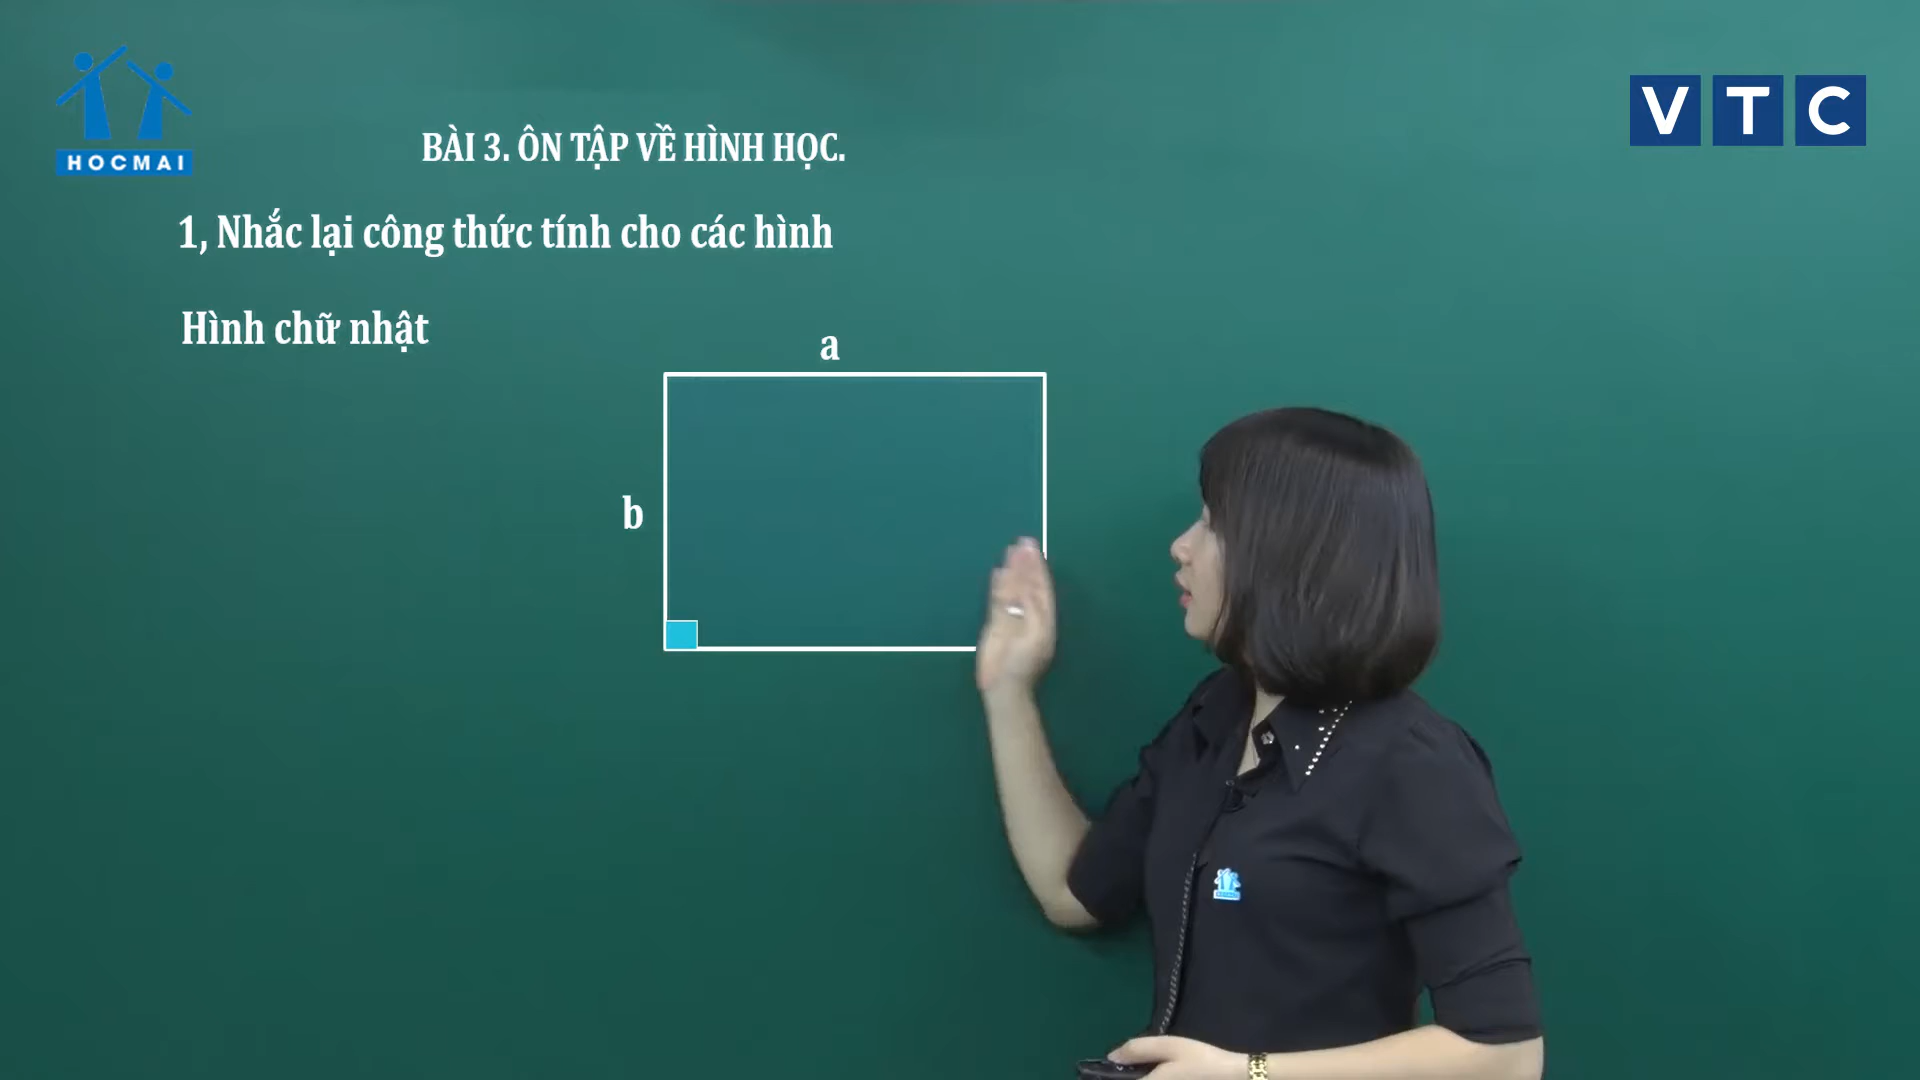 HOCMAI
VTC
BÀI 3. ÔN TẬP VỀ HÌNH HỌC.
1, Nhắc lại công thức tính cho các hình
Hình chữ nhật
a
b